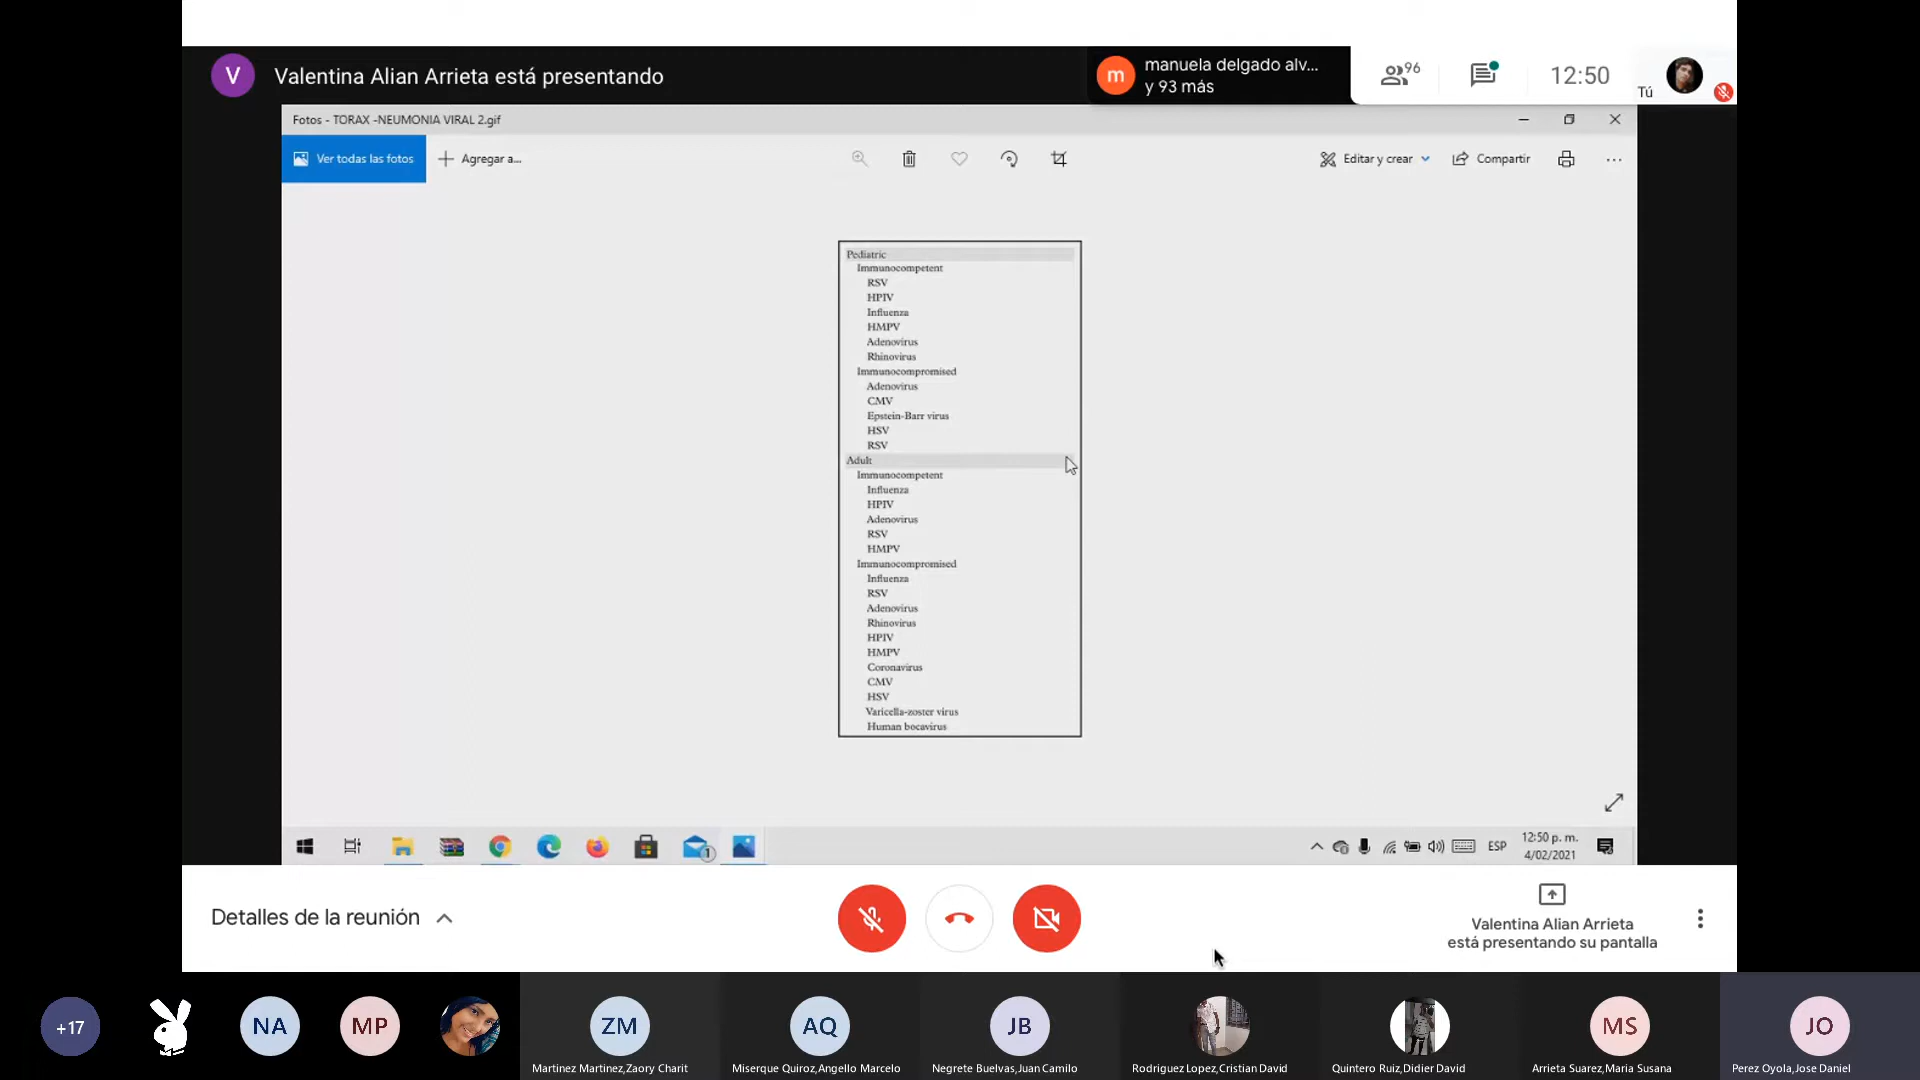 V
Valentina Alian Arrieta está presentando
m
manuela delgado alv...
y 93 más
96
12:50
Tú
Fotos - TORAX -NEUMONIA VIRAL 2.gif
Ver todas las fotos
Agregar a...
Editar y crear
Compartir
Pediatric
Immunocompetent
RSV
HPIV
Influenza
HMPV
Adenovirus
Rhinovirus
Immunocompromised
Adenovirus
CMV
Epstein-Barr virus
HSV
RSV
Adult
Immunocompetent
Influenza
HPIV
Adenovirus
RSV
HMPV
Immunocompromised
Influenza
RSV
Adenovirus
Rhinovirus
HPIV
HMPV
Coronavirus
CMV
HSV
Varicella-zoster virus
Human bocavirus
1
ESP
12:50 p. m.
4/02/2021
Detalles de la reunión
Valentina Alian Arrieta
está presentando su pantalla
+17
NA
MP
ZM
AQ
JB
MS
JO
Martinez Martinez,Zaory Charit
Miserque Quiroz,Angello Marcelo
Negrete Buelvas,Juan Camilo
Rodriguez Lopez,Cristian David
Quintero Ruiz,Didier David
Arrieta Suarez,Maria Susana
Perez Oyola,Jose Daniel